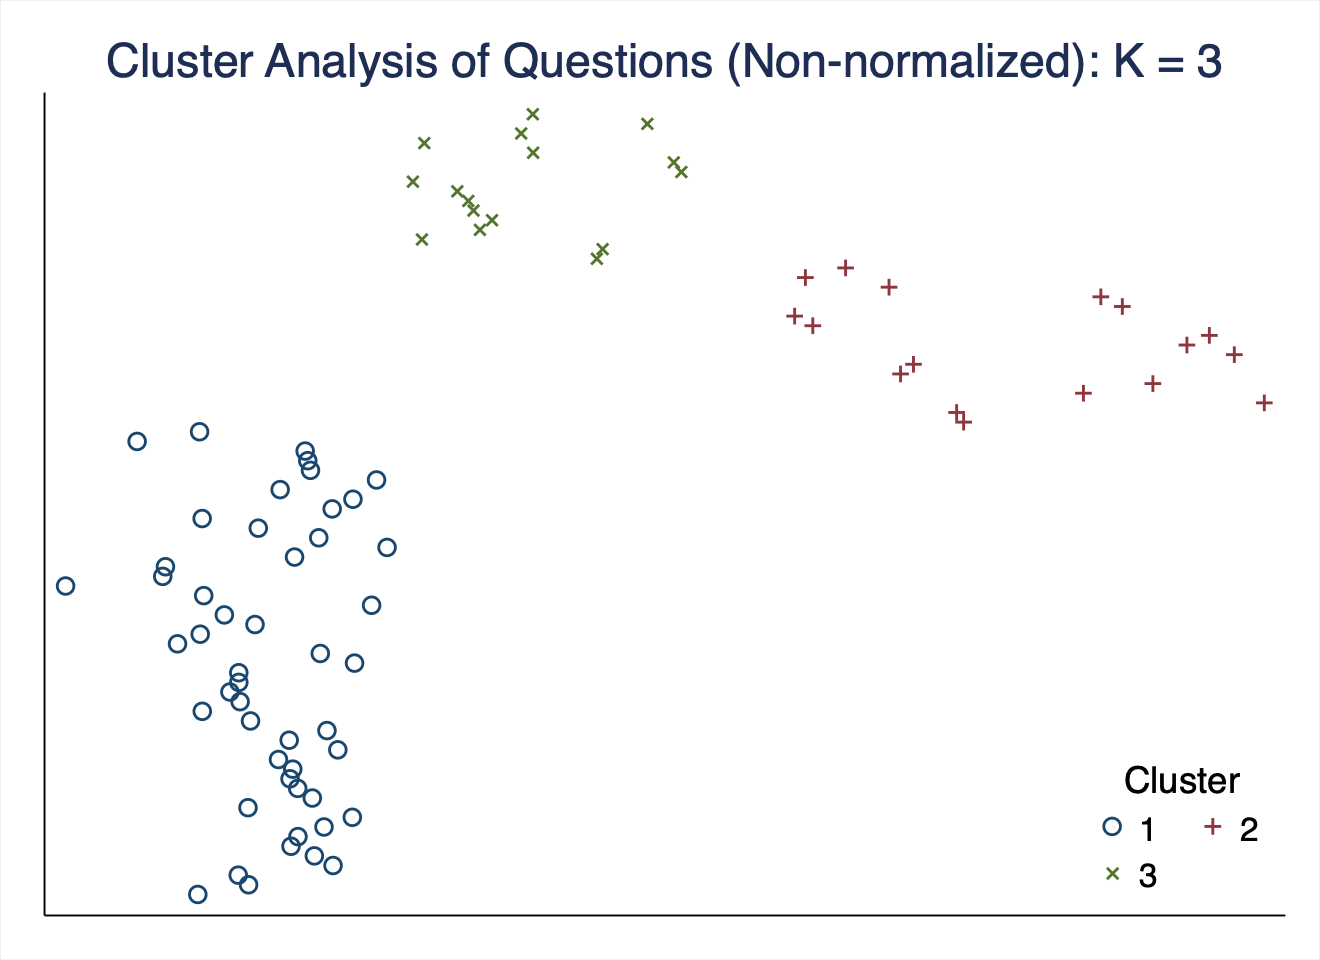 Cluster Analysis of Questions (Non-normalized): K = 3
Cluster
1 2
3